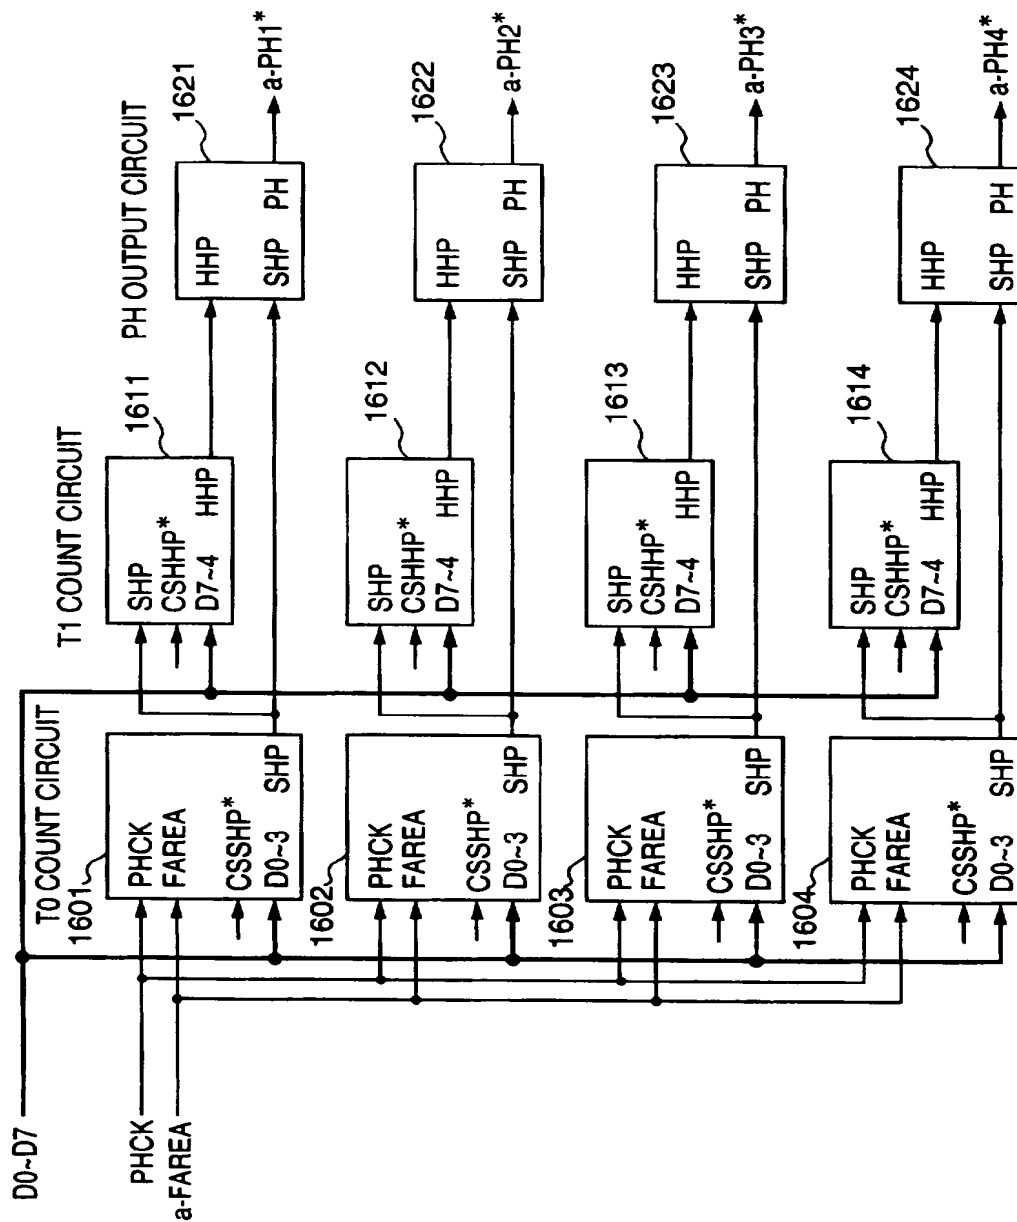 D0~D7
PHCK
a-FAREA
T0 COUNT CIRCUIT
T1 COUNT CIRCUIT
PH OUTPUT CIRCUIT
1601
PHCK
FAREA
CSSHP*
D0~3
SHP
1611
SHP
CSHHP*
D7~4
HHP
1621
HHP
SHP
PH
a-PH1*
1602
PHCK
FAREA
CSSHP*
D0~3
SHP
1612
SHP
CSHHP*
D7~4
HHP
1622
HHP
SHP
PH
a-PH2*
1603
PHCK
FAREA
CSSHP*
D0~3
SHP
1613
SHP
CSHHP*
D7~4
HHP
1623
HHP
SHP
PH
a-PH3*
1604
PHCK
FAREA
CSSHP*
D0~3
SHP
1614
SHP
CSHHP*
D7~4
HHP
1624
HHP
SHP
PH
a-PH4*